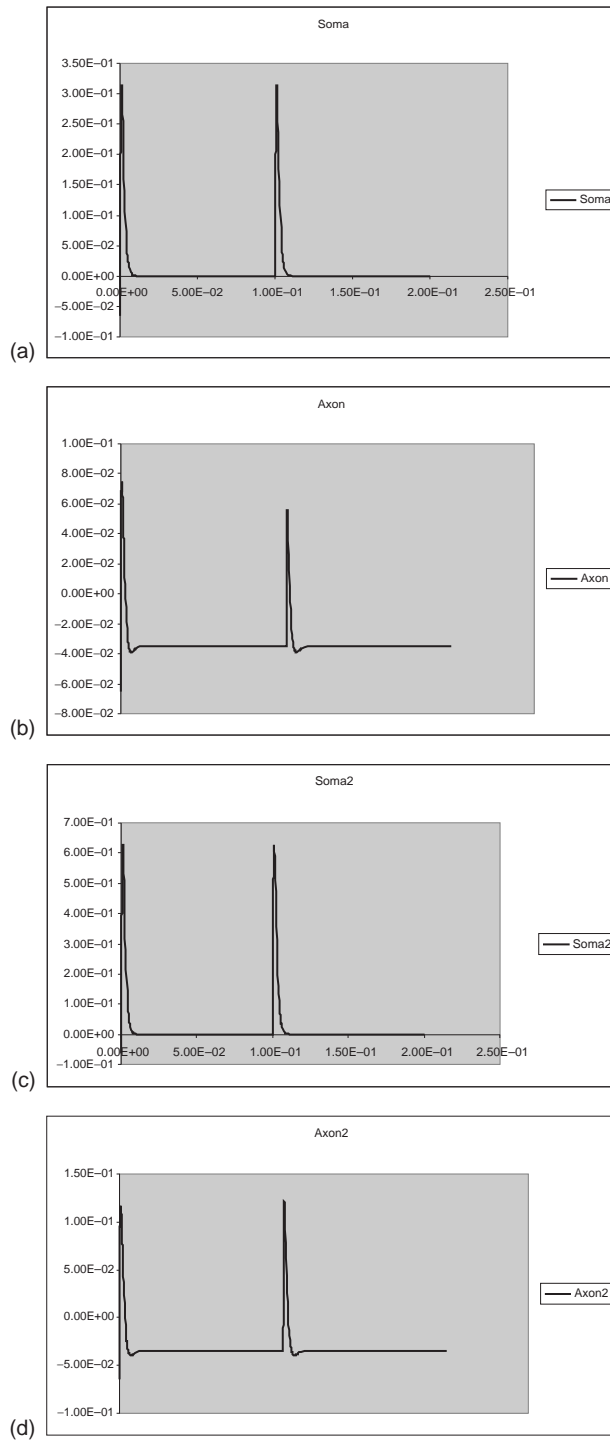 Soma
3.50E–01
3.00E–01
2.50E–01
2.00E–01
1.50E–01
1.00E–01
5.00E–02
0.00E+00
–5.00E–02
–1.00E–01
0.00E+00 5.00E–02 1.00E–01 1.50E–01 2.00E–01 2.50E–01
Soma
(a)
Axon
1.00E–01
8.00E–02
6.00E–02
4.00E–02
2.00E–02
0.00E+00
–2.00E–02
–4.00E–02
–6.00E–02
–8.00E–02
Axon
(b)
Soma2
7.00E–01
6.00E–01
5.00E–01
4.00E–01
3.00E–01
2.00E–01
1.00E–01
0.00E+00
–1.00E–01
0.00E+00 5.00E–02 1.00E–01 1.50E–01 2.00E–01 2.50E–01
Soma2
(c)
Axon2
1.50E–01
1.00E–01
5.00E–02
0.00E+00
–5.00E–02
–1.00E–01
Axon2
(d)